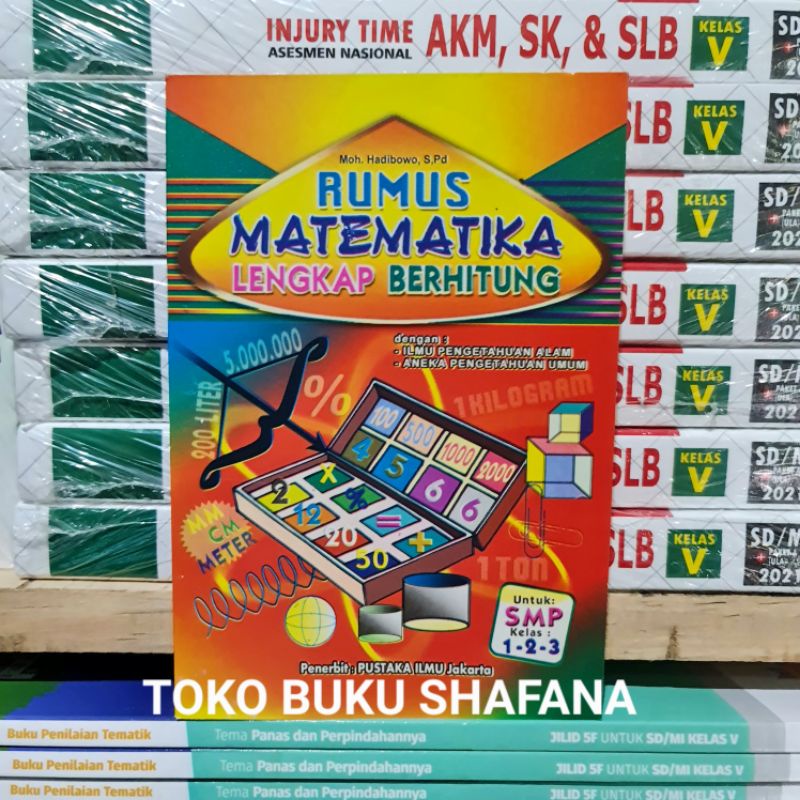 INJURY TIME
ASESMEN NASIONAL
AKM, SK, & SLB
KELAS
V
SLB
KELAS
V
LB
KELAS
V
SLB
KELAS
V
SLB
KELAS
V
SLB
KELAS
V
SD/M
2021
SLB
KELAS
V
SD/M
2021
Moh. Hadibowo, S,Pd
RUMUS
MATEMATIKA
LENGKAP BERHITUNG
dengan :
- ILMU PENGETAHUAN ALAM
- ANEKA PENGETAHUAN UMUM
5.000.000
200 LITER
%
1 KILOGRAM
100 500 1000 2000
4 5 6 6
2 X %
12 20 = +
50
MM
CM
METER
1 TON
Untuk:
SMP
Kelas :
1-2-3
Penerbit : PUSTAKA ILMU Jakarta
TOKO BUKU SHAFANA
Buku Penilaian Tematik Tema Panas dan Perpindahannya JILID 5F UNTUK SD/MI KELAS V
Buku Penilaian Tematik Tema Panas dan Perpindahannya JILID 5F UNTUK SD/MI KELAS V
Buku Penilaian Tematik Tema Panas dan Perpindahannya JILID 5F UNTUK SD/MI KELAS V